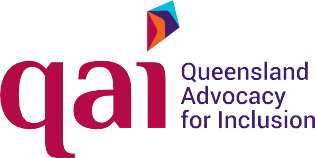 qai
Queensland
Advocacy
for Inclusion